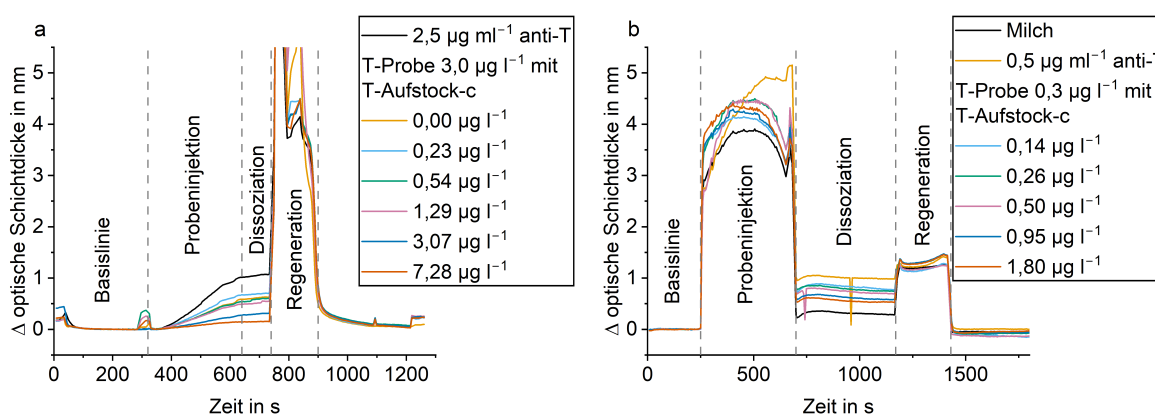 a
2,5 µg ml⁻¹ anti-T
T-Probe 3,0 µg l⁻¹ mit
T-Aufstock-c
0,00 µg l⁻¹
0,23 µg l⁻¹
0,54 µg l⁻¹
1,29 µg l⁻¹
3,07 µg l⁻¹
7,28 µg l⁻¹
Δ optische Schichtdicke in nm
5
4
3
2
1
0
Basislinie
Probeninjektion
Dissoziation
Regeneration
0 200 400 600 800 1000 1200
Zeit in s
b
Milch
0,5 µg ml⁻¹ anti-T
T-Probe 0,3 µg l⁻¹ mit
T-Aufstock-c
0,14 µg l⁻¹
0,26 µg l⁻¹
0,50 µg l⁻¹
0,95 µg l⁻¹
1,80 µg l⁻¹
Δ optische Schichtdicke in nm
5
4
3
2
1
0
Basislinie
Probeninjektion
Dissoziation
Regeneration
0 500 1000 1500
Zeit in s